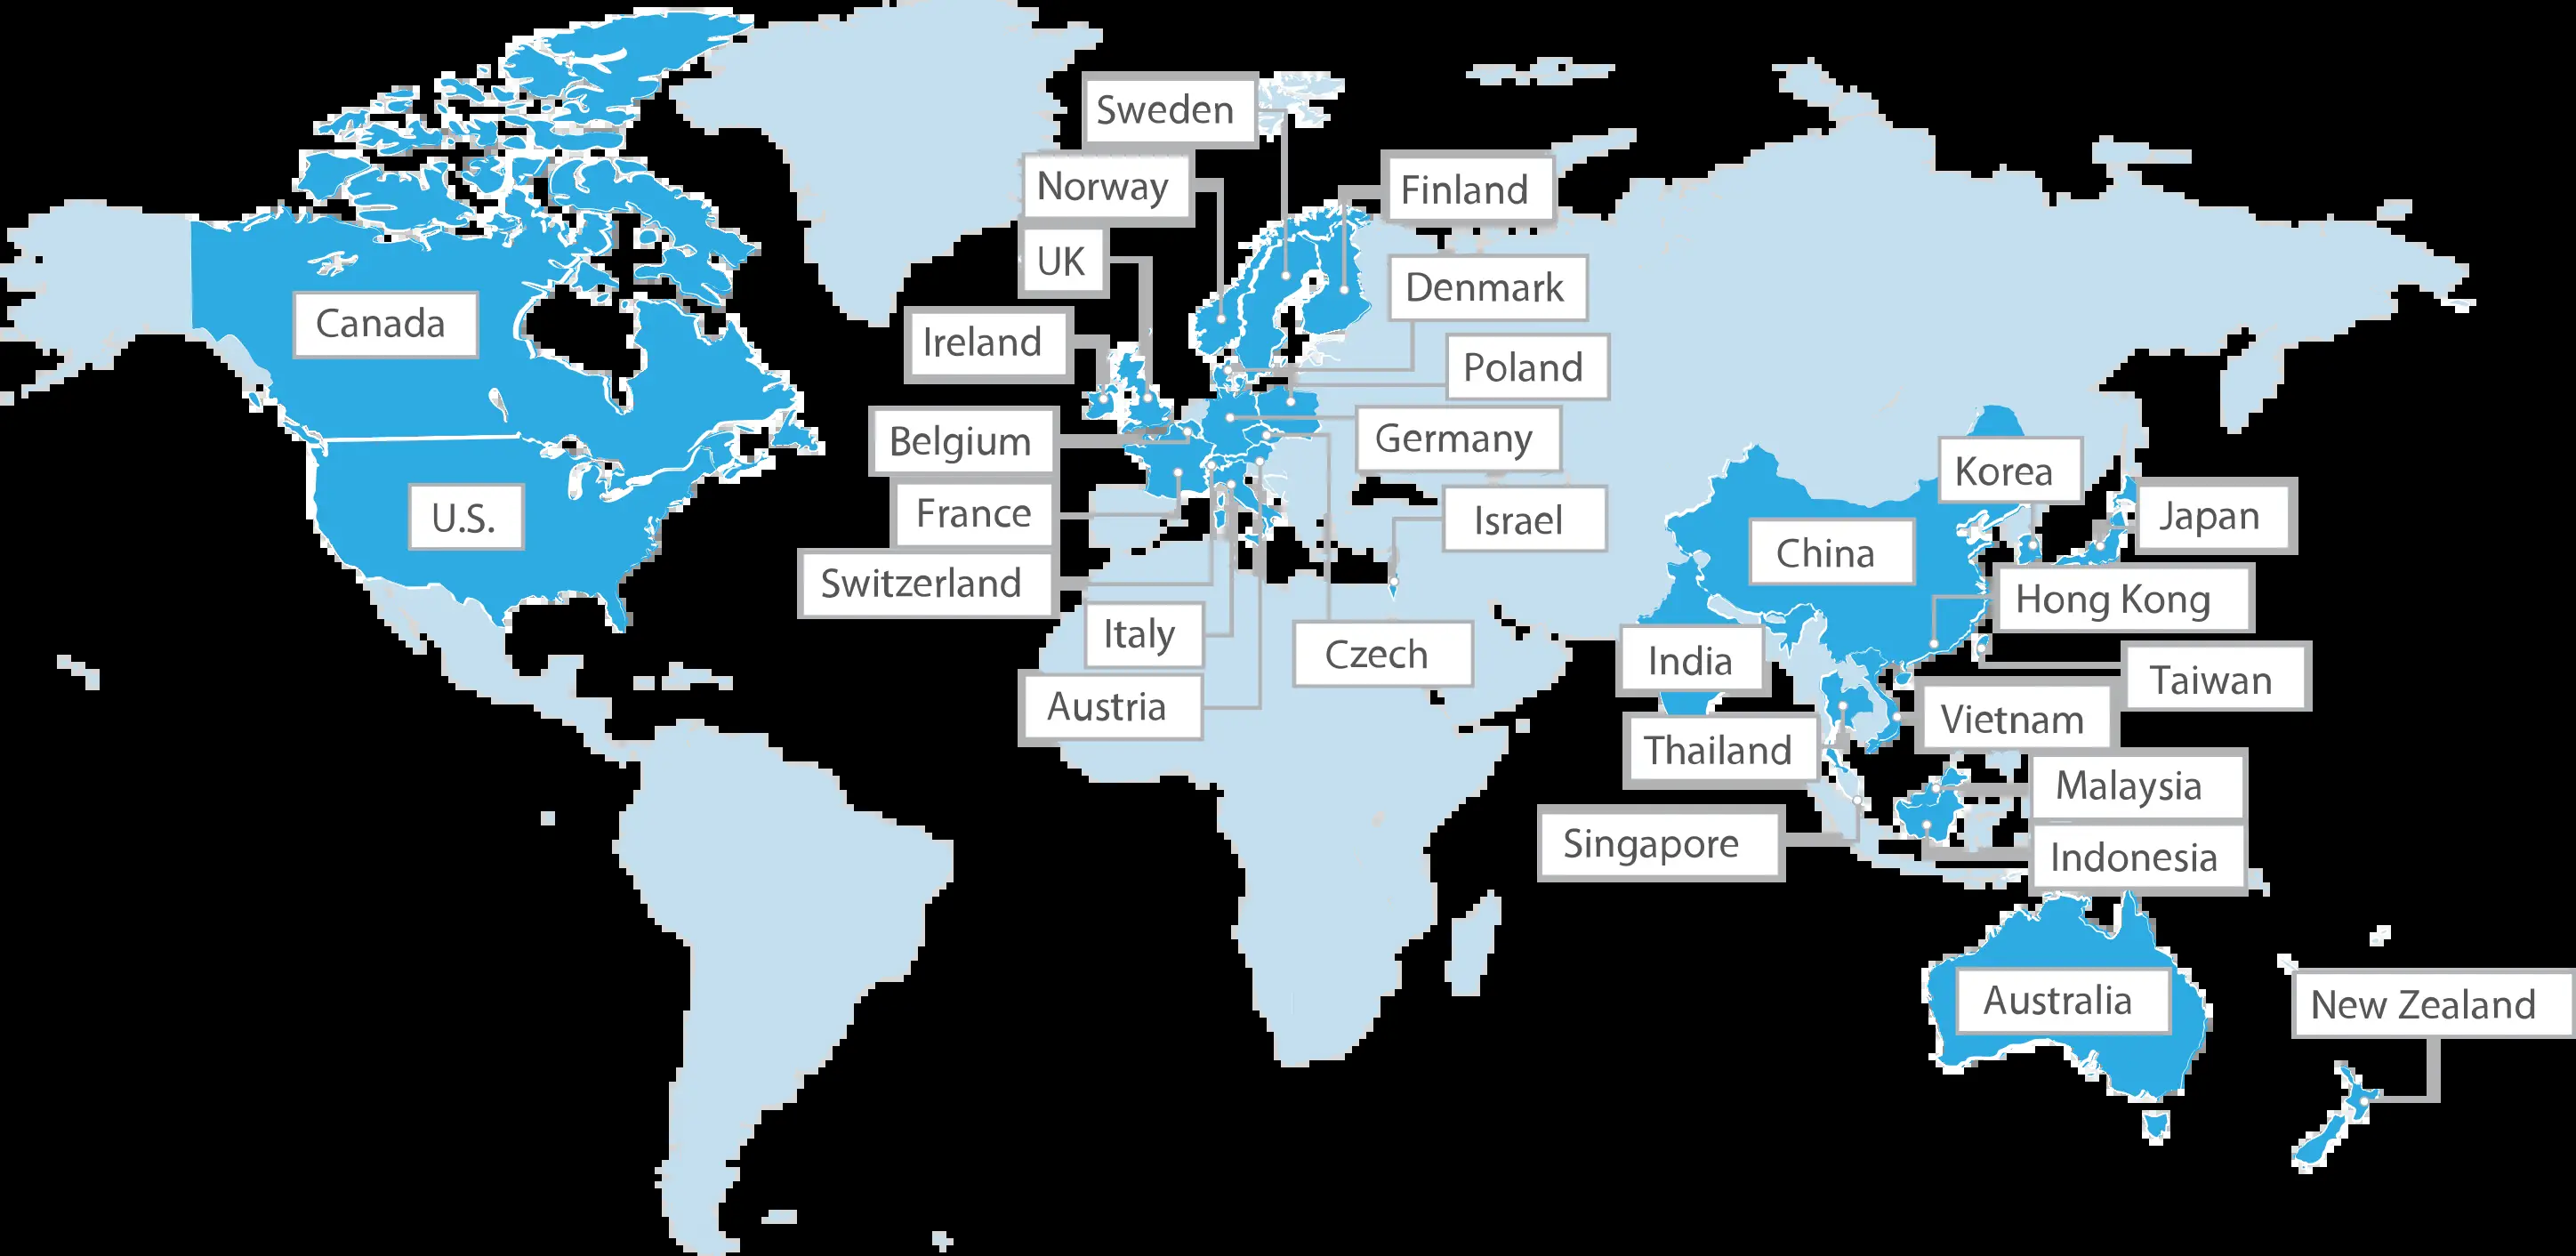 Sweden
Norway
Finland
UK
Denmark
Canada
Ireland
Poland
Belgium
Germany
Korea
U.S.
France
Israel
Japan
China
Switzerland
Hong Kong
Italy
Czech
India
Taiwan
Austria
Vietnam
Thailand
Malaysia
Singapore
Indonesia
Australia
New Zealand